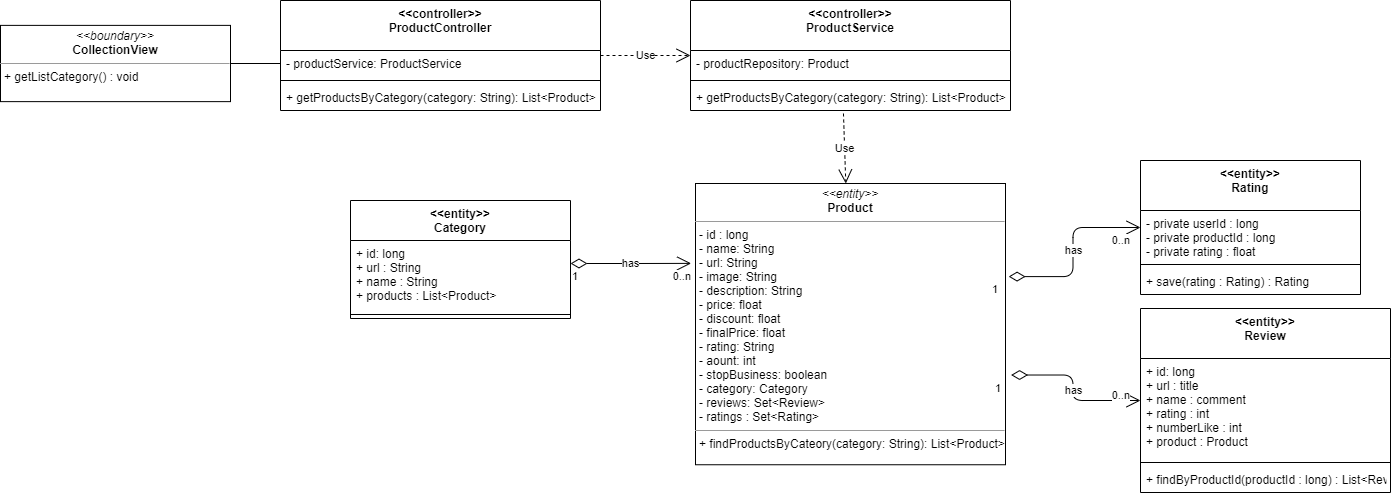 <<boundary>>
CollectionView
+ getListCategory() : void
<<controller>>
ProductController
- productService: ProductService
+ getProductsByCategory(category: String): List<Product>
Use
<<controller>>
ProductService
- productRepository: Product
+ getProductsByCategory(category: String): List<Product>
Use
<<entity>>
Category
+ id: long
+ url : String
+ name : String
+ products : List<Product>
1
has
0..n
<<entity>>
Product
- id : long
- name: String
- url: String
- image: String
- description: String
- price: float
- discount: float
- finalPrice: float
- rating: String
- aount: int
- stopBusiness: boolean
- category: Category
- reviews: Set<Review>
- ratings : Set<Rating>
+ findProductsByCateory(category: String): List<Product>
1
has
0..n
1
has
0..n
<<entity>>
Rating
- private userId : long
- private productId : long
- private rating : float
+ save(rating : Rating) : Rating
<<entity>>
Review
+ id: long
+ url : title
+ name : comment
+ rating : int
+ numberLike : int
+ product : Product
+ findByProductId(productId : long) : List<Rev